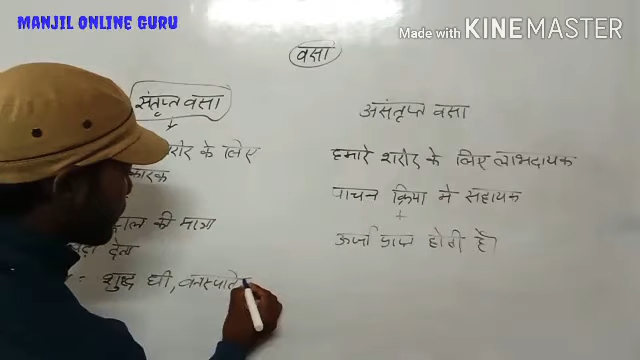 MANJIL ONLINE GURU
Made with KINEMASTER
वसा
संतृप्त वसा
के लिए
कारक
की मात्रा
देता
शुद्ध घी, वनस्पति
असंतृप्त वसा
हमारे शरीर के लिए लाभदायक
पाचन क्रिया मे सहायक
+
ऊर्जा प्राप्त होती है।